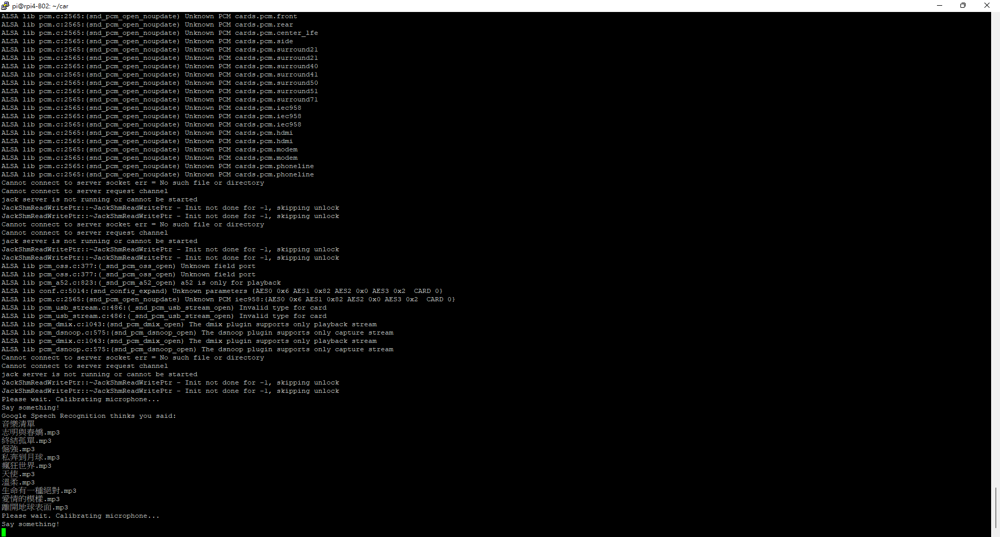 pi@rpi4-B02: ~/car
ALSA lib pcm.c:2565:(snd_pcm_open_noupdate) Unknown PCM cards.pcm.front
ALSA lib pcm.c:2565:(snd_pcm_open_noupdate) Unknown PCM cards.pcm.rear
ALSA lib pcm.c:2565:(snd_pcm_open_noupdate) Unknown PCM cards.pcm.center_lfe
ALSA lib pcm.c:2565:(snd_pcm_open_noupdate) Unknown PCM cards.pcm.side
ALSA lib pcm.c:2565:(snd_pcm_open_noupdate) Unknown PCM cards.pcm.surround21
ALSA lib pcm.c:2565:(snd_pcm_open_noupdate) Unknown PCM cards.pcm.surround21
ALSA lib pcm.c:2565:(snd_pcm_open_noupdate) Unknown PCM cards.pcm.surround40
ALSA lib pcm.c:2565:(snd_pcm_open_noupdate) Unknown PCM cards.pcm.surround41
ALSA lib pcm.c:2565:(snd_pcm_open_noupdate) Unknown PCM cards.pcm.surround50
ALSA lib pcm.c:2565:(snd_pcm_open_noupdate) Unknown PCM cards.pcm.surround51
ALSA lib pcm.c:2565:(snd_pcm_open_noupdate) Unknown PCM cards.pcm.surround71
ALSA lib pcm.c:2565:(snd_pcm_open_noupdate) Unknown PCM cards.pcm.iec958
ALSA lib pcm.c:2565:(snd_pcm_open_noupdate) Unknown PCM cards.pcm.iec958
ALSA lib pcm.c:2565:(snd_pcm_open_noupdate) Unknown PCM cards.pcm.iec958
ALSA lib pcm.c:2565:(snd_pcm_open_noupdate) Unknown PCM cards.pcm.hdmi
ALSA lib pcm.c:2565:(snd_pcm_open_noupdate) Unknown PCM cards.pcm.hdmi
ALSA lib pcm.c:2565:(snd_pcm_open_noupdate) Unknown PCM cards.pcm.modem
ALSA lib pcm.c:2565:(snd_pcm_open_noupdate) Unknown PCM cards.pcm.modem
ALSA lib pcm.c:2565:(snd_pcm_open_noupdate) Unknown PCM cards.pcm.phoneline
ALSA lib pcm.c:2565:(snd_pcm_open_noupdate) Unknown PCM cards.pcm.phoneline
Cannot connect to server socket err = No such file or directory
Cannot connect to server request channel
jack server is not running or cannot be started
JackShmReadWritePtr::~JackShmReadWritePtr - Init not done for -1, skipping unlock
JackShmReadWritePtr::~JackShmReadWritePtr - Init not done for -1, skipping unlock
Cannot connect to server socket err = No such file or directory
Cannot connect to server request channel
jack server is not running or cannot be started
JackShmReadWritePtr::~JackShmReadWritePtr - Init not done for -1, skipping unlock
JackShmReadWritePtr::~JackShmReadWritePtr - Init not done for -1, skipping unlock
ALSA lib pcm_oss.c:377:(_snd_pcm_oss_open) Unknown field port
ALSA lib pcm_oss.c:377:(_snd_pcm_oss_open) Unknown field port
ALSA lib pcm_a52.c:823:(_snd_pcm_a52_open) a52 is only for playback
ALSA lib conf.c:5014:(snd_config_expand) Unknown parameters {AES0 0x6 AES1 0x82 AES2 0x0 AES3 0x2  CARD 0}
ALSA lib pcm.c:2565:(snd_pcm_open_noupdate) Unknown PCM iec958:{AES0 0x6 AES1 0x82 AES2 0x0 AES3 0x2  CARD 0}
ALSA lib pcm_usb_stream.c:486:(_snd_pcm_usb_stream_open) Invalid type for card
ALSA lib pcm_usb_stream.c:486:(_snd_pcm_usb_stream_open) Invalid type for card
ALSA lib pcm_dmix.c:1043:(snd_pcm_dmix_open) The dmix plugin supports only playback stream
ALSA lib pcm_dsnoop.c:575:(snd_pcm_dsnoop_open) The dsnoop plugin supports only capture stream
ALSA lib pcm_dmix.c:1043:(snd_pcm_dmix_open) The dmix plugin supports only playback stream
ALSA lib pcm_dsnoop.c:575:(snd_pcm_dsnoop_open) The dsnoop plugin supports only capture stream
Cannot connect to server socket err = No such file or directory
Cannot connect to server request channel
jack server is not running or cannot be started
JackShmReadWritePtr::~JackShmReadWritePtr - Init not done for -1, skipping unlock
JackShmReadWritePtr::~JackShmReadWritePtr - Init not done for -1, skipping unlock
Please wait. Calibrating microphone...
Say something!
Google Speech Recognition thinks you said:
音樂清單
志明與春嬌.mp3
終結孤單.mp3
倔強.mp3
私奔到月球.mp3
瘋狂世界.mp3
天使.mp3
溫柔.mp3
生命有一種絕對.mp3
愛情的模樣.mp3
離開地球表面.mp3
Please wait. Calibrating microphone...
Say something!